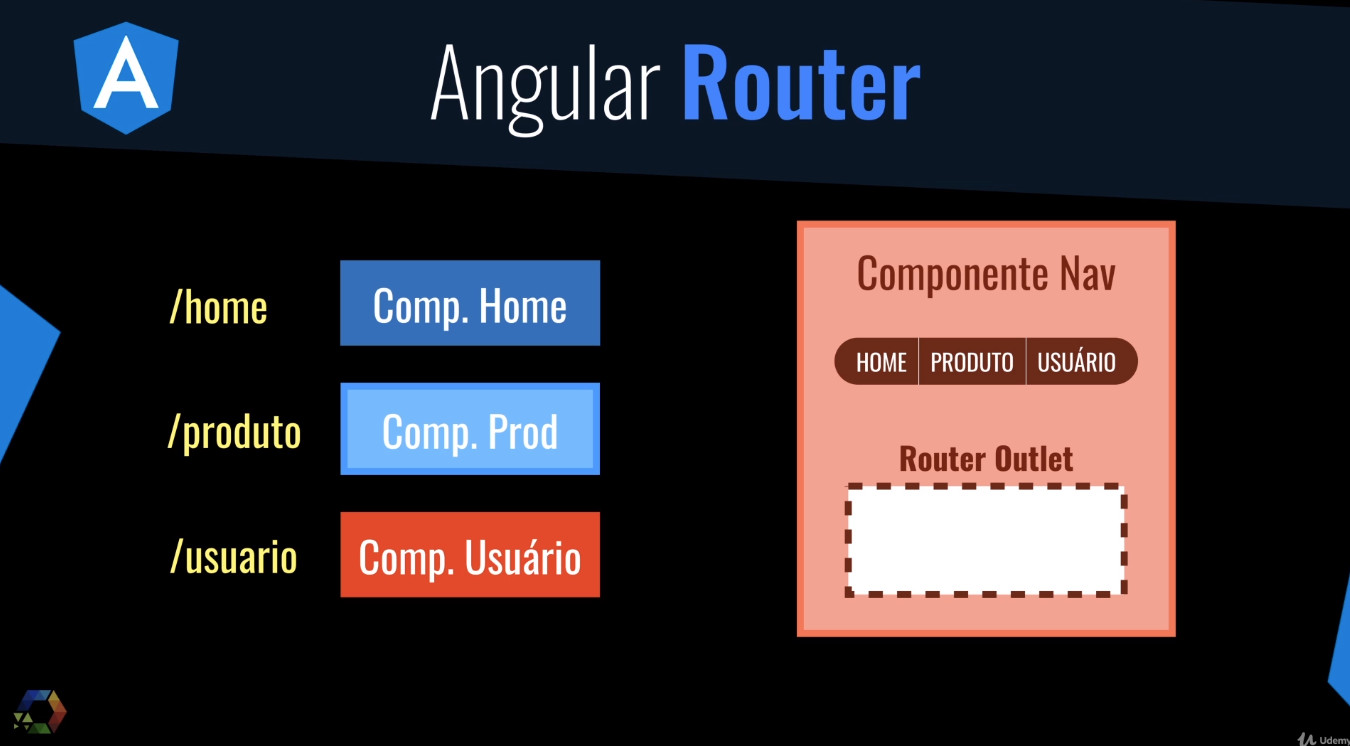 Angular Router
/home
Comp. Home
/produto
Comp. Prod
/usuario
Comp. Usuário
Componente Nav
HOME PRODUTO USUÁRIO
Router Outlet
Udemy